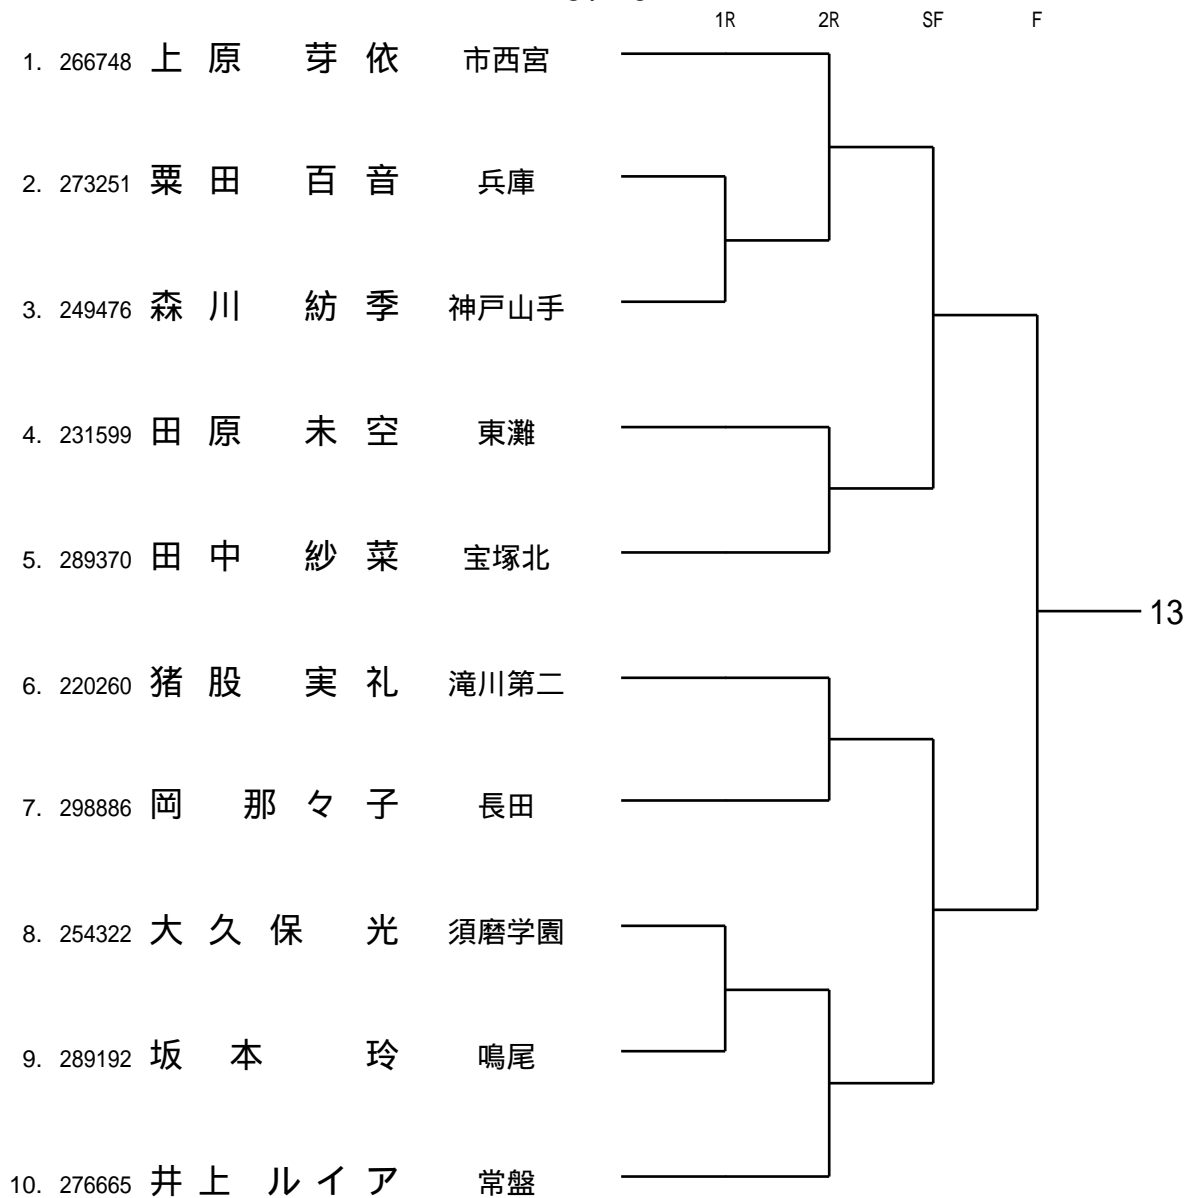 1R 2R SF F
1. 266748 上原 芽依 市西宮
2. 273251 粟田 百音 兵庫
3. 249476 森川 紡季 神戸山手
4. 231599 田原 未空 東灘
5. 289370 田中 紗菜 宝塚北
13
6. 220260 猪股 実礼 滝川第二
7. 298886 岡 那々子 長田
8. 254322 大久保 光 須磨学園
9. 289192 坂本 玲 鳴尾
10. 276665 井上 ルイア 常盤